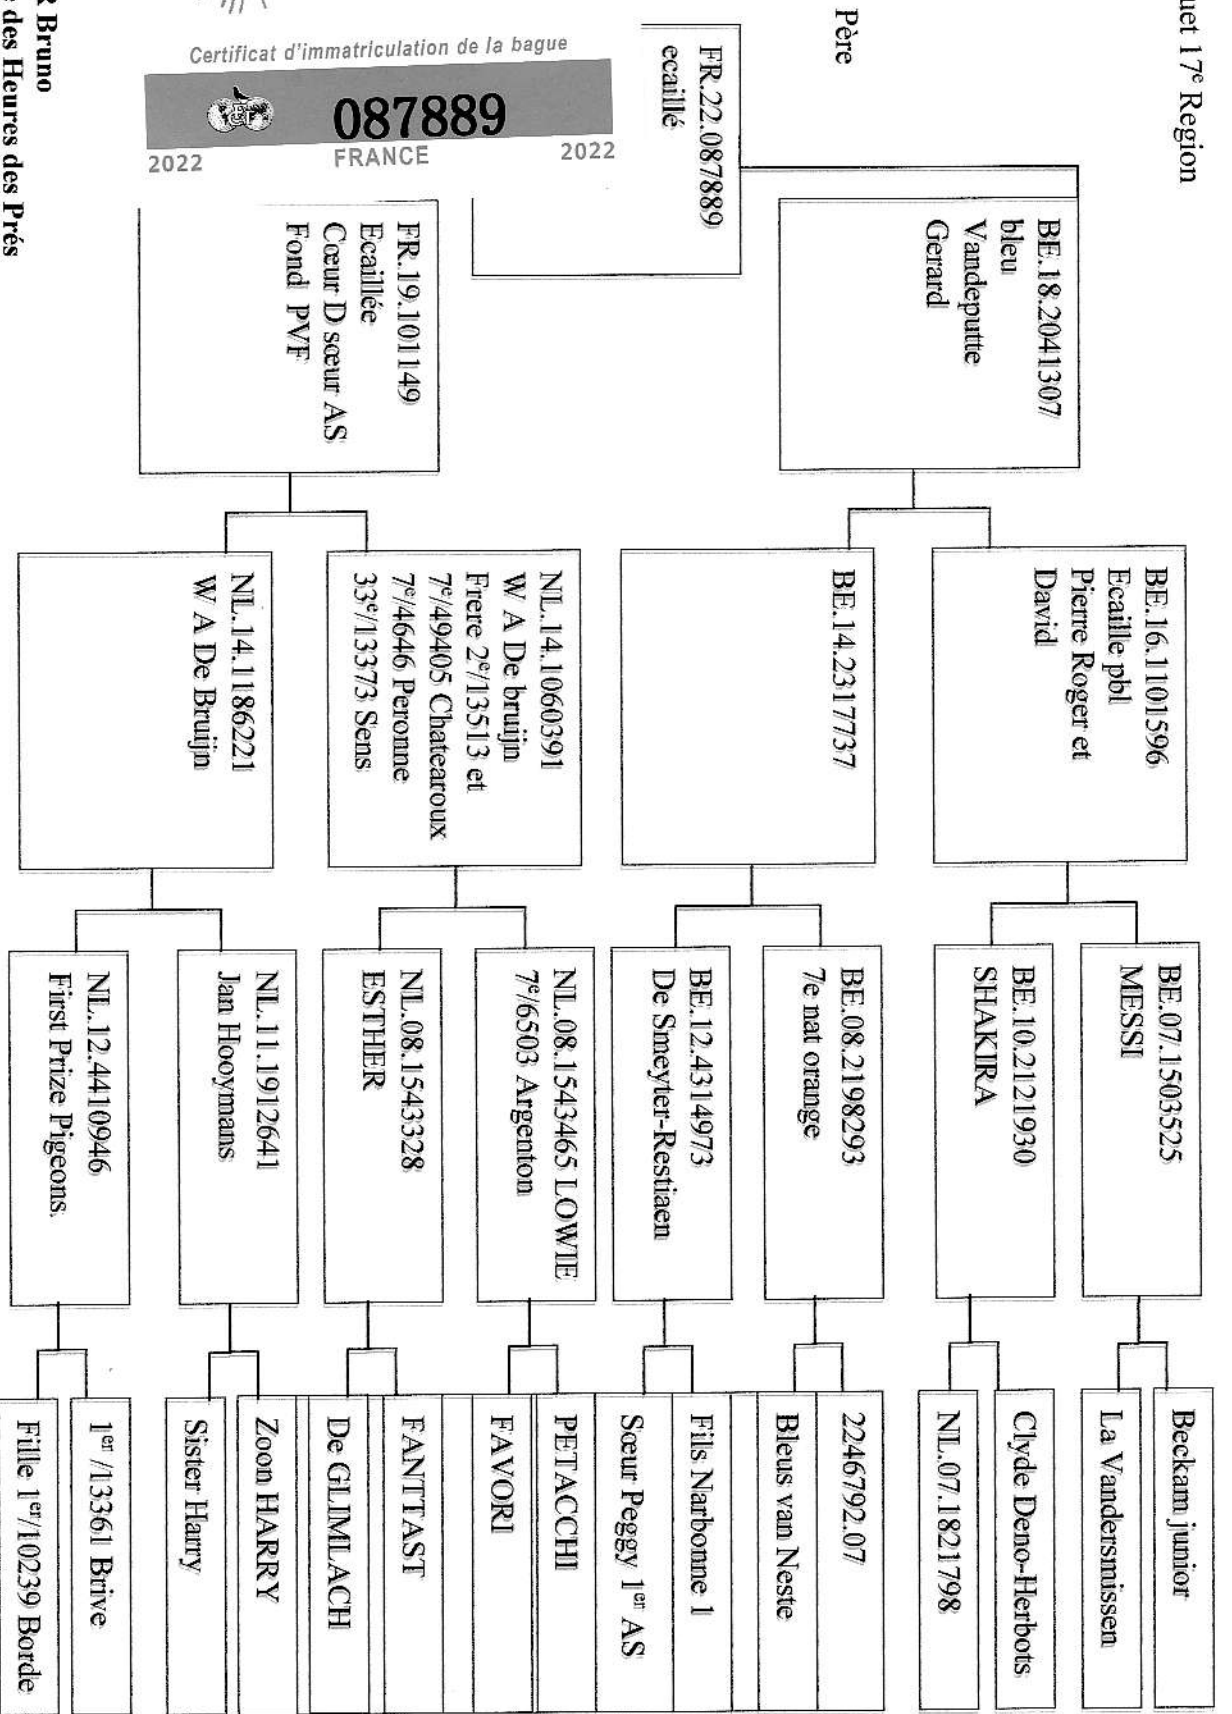 uet 17e Region
Père
FR.22.087889
ecaillé
Certificat d'immatriculation de la bague
087889
2022 FRANCE 2022
BE.18.2041307
bleu
Vandeputte
Gerard
FR.19.101149
Ecaillée
Cœur D sœur AS
Fond PVF
BE.16.1101596
Ecaille pbl
Pierre Roger et
David
BE.14.2317737
NL.14.1060391
W A De bruijn
Frere 2e/13513 et
7e/49405 Chatearoux
7e/4646 Peronne
33e/13373 Sens
NL.14.1186221
W A De Bruijn
BE.07.1503525
MESSI
BE.10.2121930
SHAKIRA
BE.08.2198293
7e nat orange
BE.12.4314973
De Smeyter-Restiaen
NL.08.1543465 LOWIE
7e/6503 Argenton
NL.08.1543328
ESTHER
NL.11.1912641
Jan Hooymans
NL.12.4410946
First Prize Pigeons
Beckam junior
La Vandersmissen
Clyde Deno-Herbots
NL.07.1821798
2246792.07
Bleus van Neste
Fils Narbonne 1
Sœur Peggy 1er AS
PETACCHI
FAVORI
FANTTAST
De GLIMLACH
Zoon HARRY
Sister Harry
1er /13361 Brive
Fille 1er/10239 Borde
R Bruno
des Heures des Prés